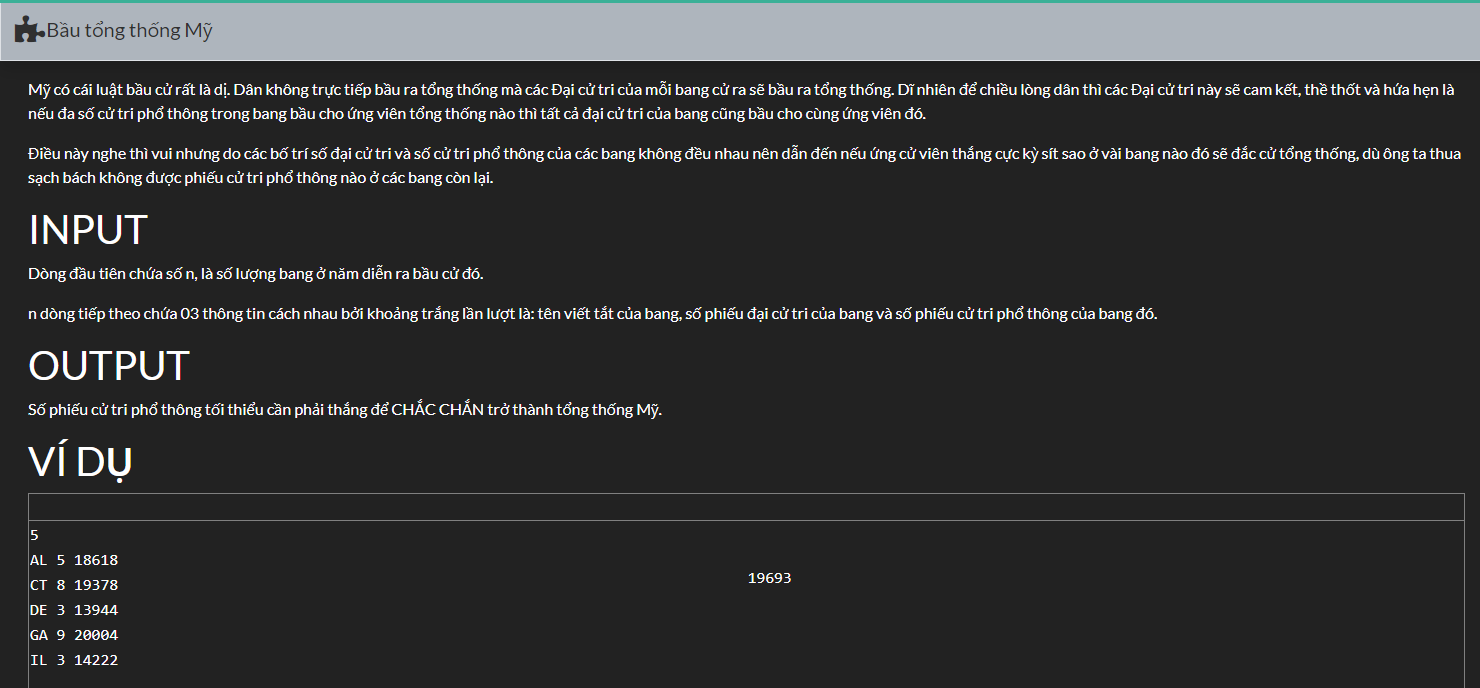 Bầu tổng thống Mỹ
Mỹ có cái luật bầu cử rất là dị. Dân không trực tiếp bầu ra tổng thống mà các Đại cử tri của mỗi bang cử ra sẽ bầu ra tổng thống. Dĩ nhiên để chiều lòng dân thì các Đại cử tri này sẽ cam kết, thề thốt và hứa hẹn là
nếu đa số cử tri phổ thông trong bang bầu cho ứng viên tổng thống nào thì tất cả đại cử tri của bang cũng bầu cho cùng ứng viên đó.
Điều này nghe thì vui nhưng do các bố trí số đại cử tri và số cử tri phổ thông của các bang không đều nhau nên dẫn đến nếu ứng cử viên thắng cực kỳ sít sao ở vài bang nào đó sẽ đắc cử tổng thống, dù ông ta thua
sạch bách không được phiếu cử tri phổ thông nào ở các bang còn lại.
INPUT
Dòng đầu tiên chứa số n, là số lượng bang ở năm diễn ra bầu cử đó.
n dòng tiếp theo chứa 03 thông tin cách nhau bởi khoảng trắng lần lượt là: tên viết tắt của bang, số phiếu đại cử tri của bang và số phiếu cử tri phổ thông của bang đó.
OUTPUT
Số phiếu cử tri phổ thông tối thiểu cần phải thắng để CHẮC CHẮN trở thành tổng thống Mỹ.
VÍ DỤ
5
AL 5 18618
19693
CT 8 19378
DE 3 13944
GA 9 20004
IL 3 14222